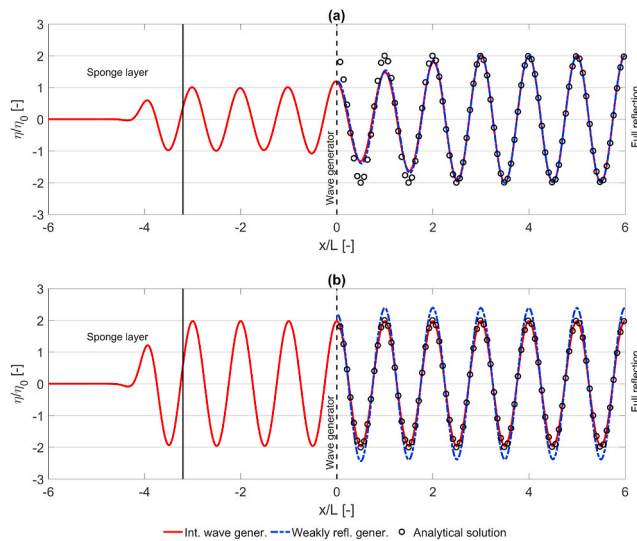 (a)
3
2
1
0
-1
-2
-3
η/η0 [-]
Sponge layer
Wave generator
Full reflection
-6 -4 -2 0 2 4 6
x/L [-]
(b)
3
2
1
0
-1
-2
-3
η/η0 [-]
Sponge layer
Wave generator
Full reflection
-6 -4 -2 0 2 4 6
x/L [-]
Int. wave gener. Weakly refl. gener. Analytical solution